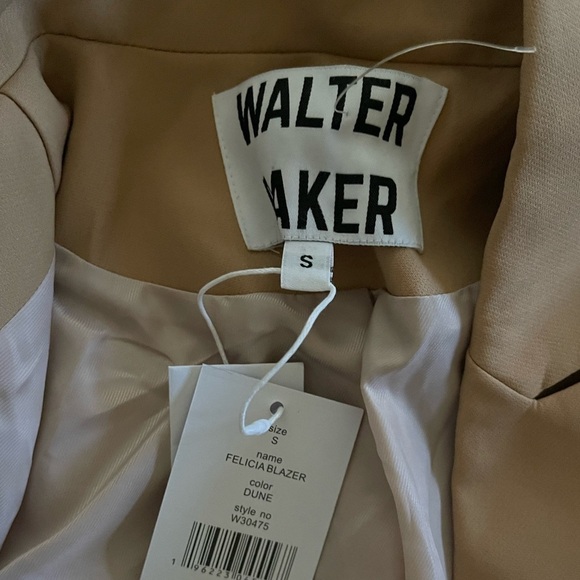 WALTER
AKER
S
size
S
name
FELICIA BLAZER
color
DUNE
style no
W30475